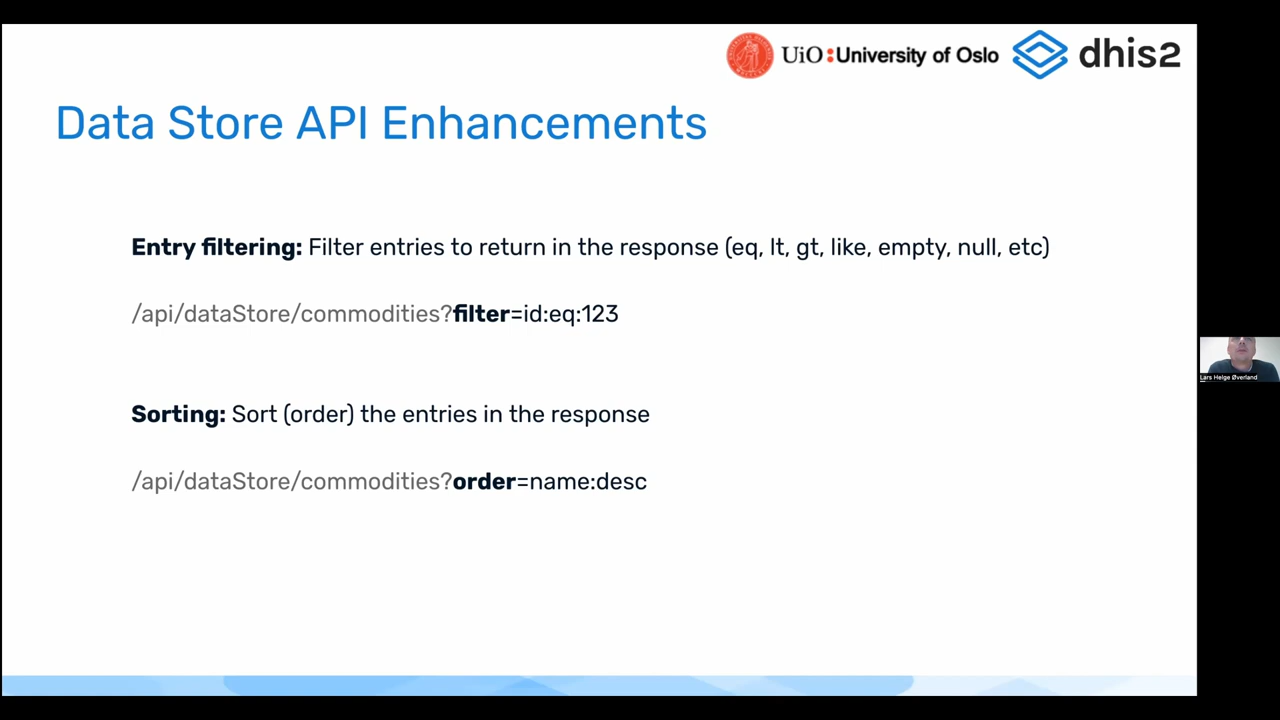 UiO:University of Oslo
dhis2
Data Store API Enhancements
Entry filtering: Filter entries to return in the response (eq, lt, gt, like, empty, null, etc)
/api/dataStore/commodities?filter=id:eq:123
Sorting: Sort (order) the entries in the response
/api/dataStore/commodities?order=name:desc
Lars Helge Øverland